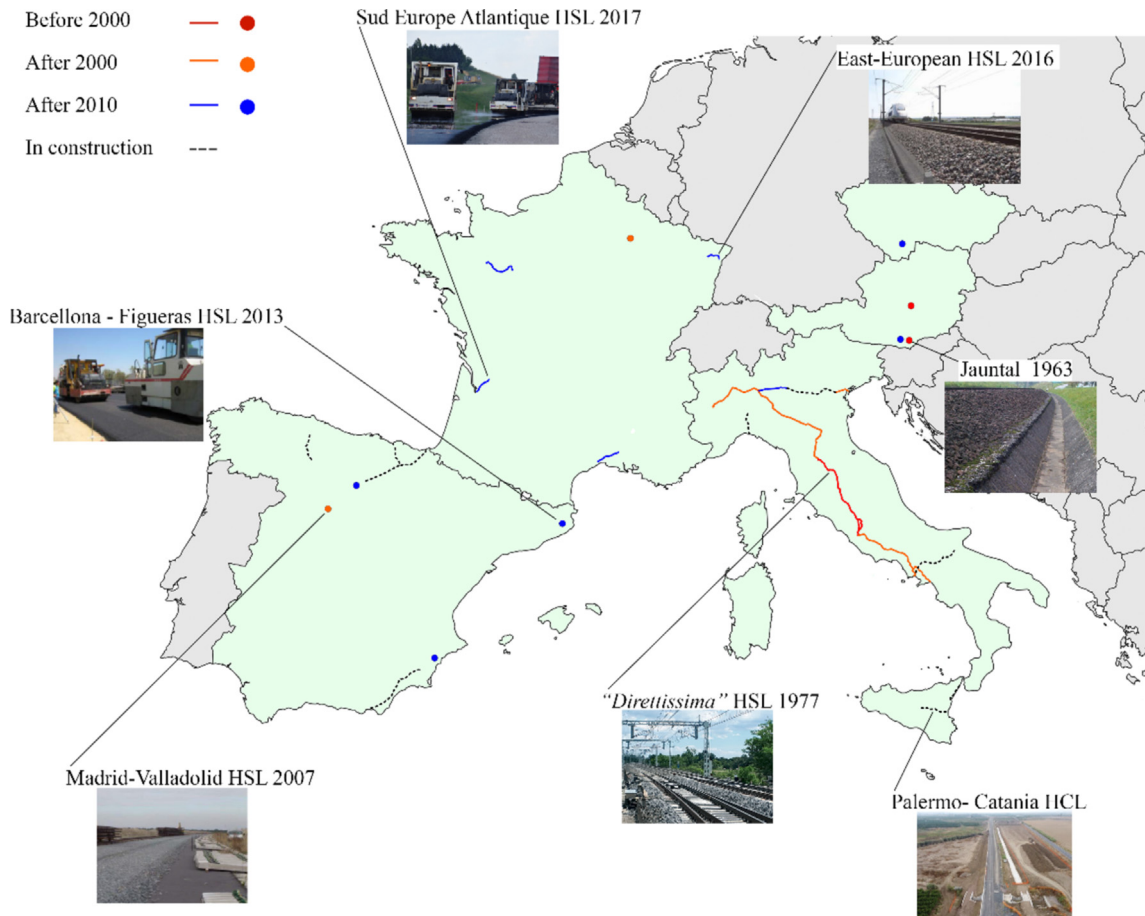 Before 2000
After 2000
After 2010
In construction
Sud Europe Atlantique HSL 2017
East-European HSL 2016
Barcellona - Figueras HSL 2013
Jauntal 1963
"Direttissima" HSL 1977
Madrid-Valladolid HSL 2007
Palermo- Catania HCL